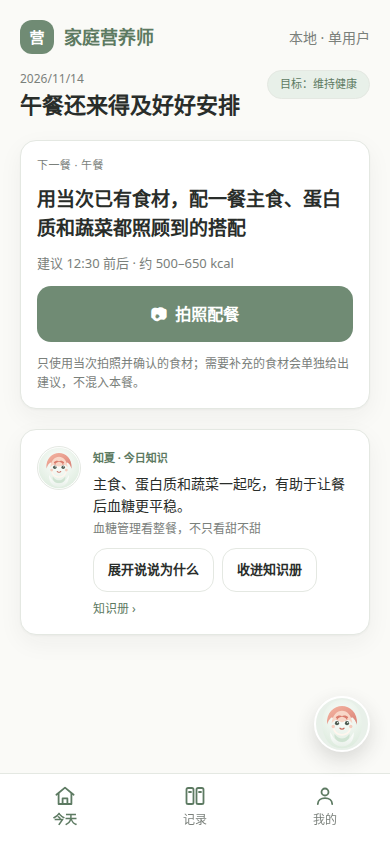 营 家庭营养师 本地 · 单用户
2026/11/14
午餐还来得及好好安排
目标：维持健康
下一餐 · 午餐
用当次已有食材，配一餐主食、蛋白
质和蔬菜都照顾到的搭配
建议 12:30 前后 · 约 500–650 kcal
拍照配餐
只使用当次拍照并确认的食材；需要补充的食材会单独给出
建议，不混入本餐。
知夏 · 今日知识
主食、蛋白质和蔬菜一起吃，有助于让餐
后血糖更平稳。
血糖管理看整餐，不只看甜不甜
展开说说为什么 收进知识册
知识册 ›
今天 记录 我的